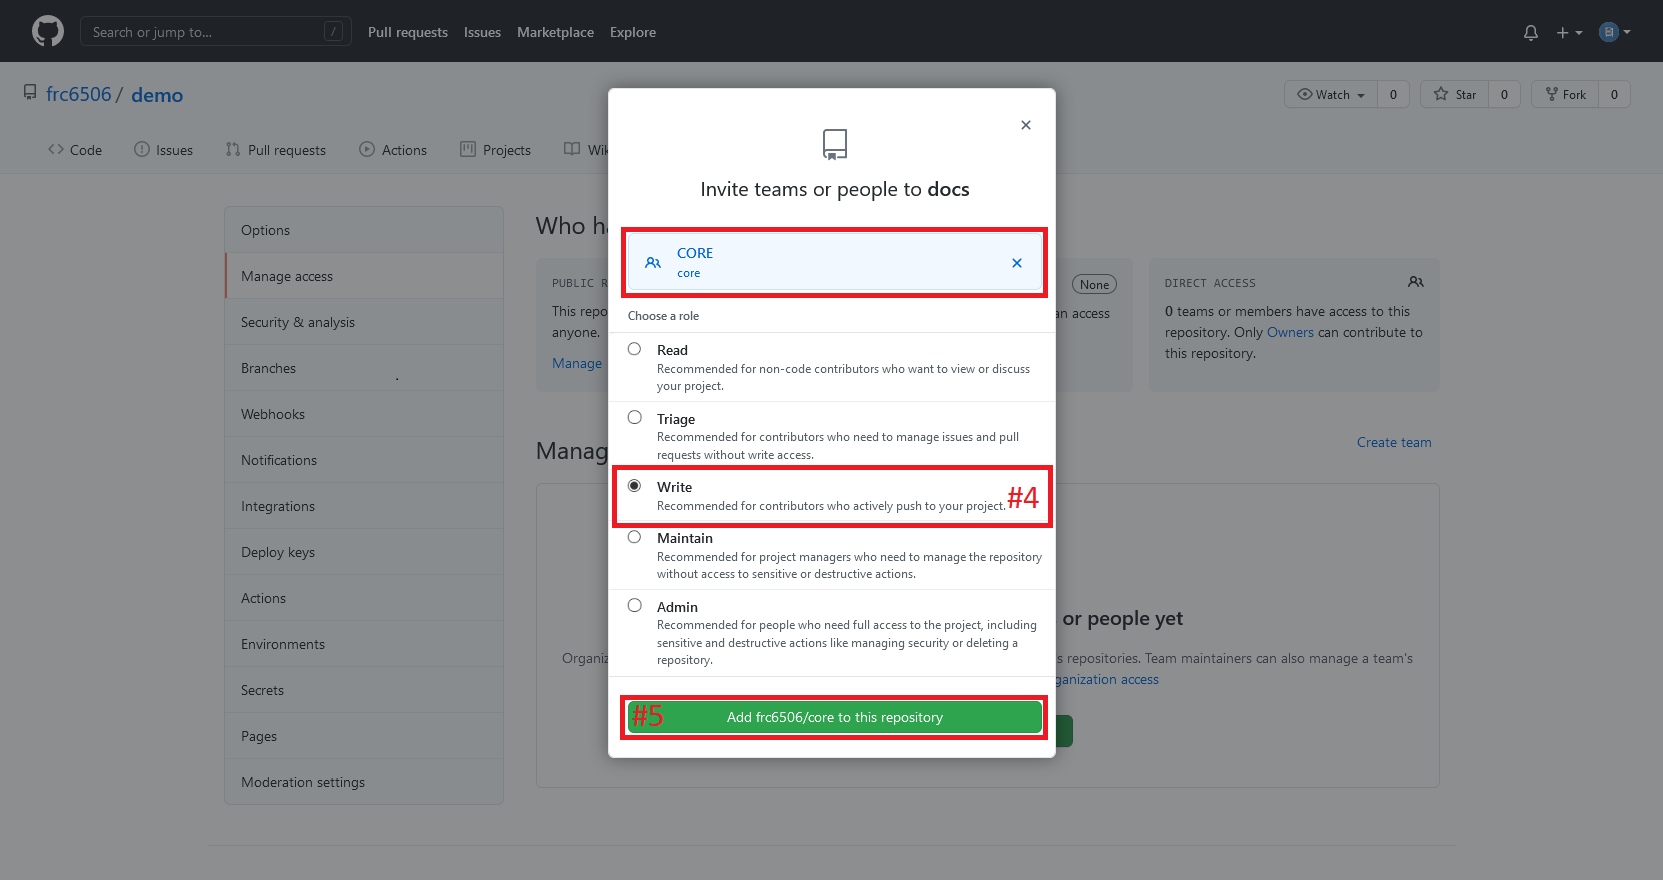 Search or jump to...
/
Pull requests
Issues
Marketplace
Explore
frc6506 / demo
Watch
0
Star
0
Fork
0
Code
Issues
Pull requests
Actions
Projects
Options
Manage access
Security & analysis
Branches
Webhooks
Notifications
Integrations
Deploy keys
Actions
Environments
Secrets
Pages
Moderation settings
Who
PUBLIC
This
anyone.
Manage
None
access
DIRECT ACCESS
0 teams or members have access to this
repository. Only Owners can contribute to
this repository.
Create team
or people yet
repositories. Team maintainers can also manage a team's
access
Invite teams or people to docs
CORE
core
Choose a role
Read
Recommended for non-code contributors who want to view or discuss
your project.
Triage
Recommended for contributors who need to manage issues and pull
requests without write access.
Write
Recommended for contributors who actively push to your project.
#4
Maintain
Recommended for project managers who need to manage the repository
without access to sensitive or destructive actions.
Admin
Recommended for people who need full access to the project, including
sensitive and destructive actions like managing security or deleting a
repository.
#5
Add frc6506/core to this repository